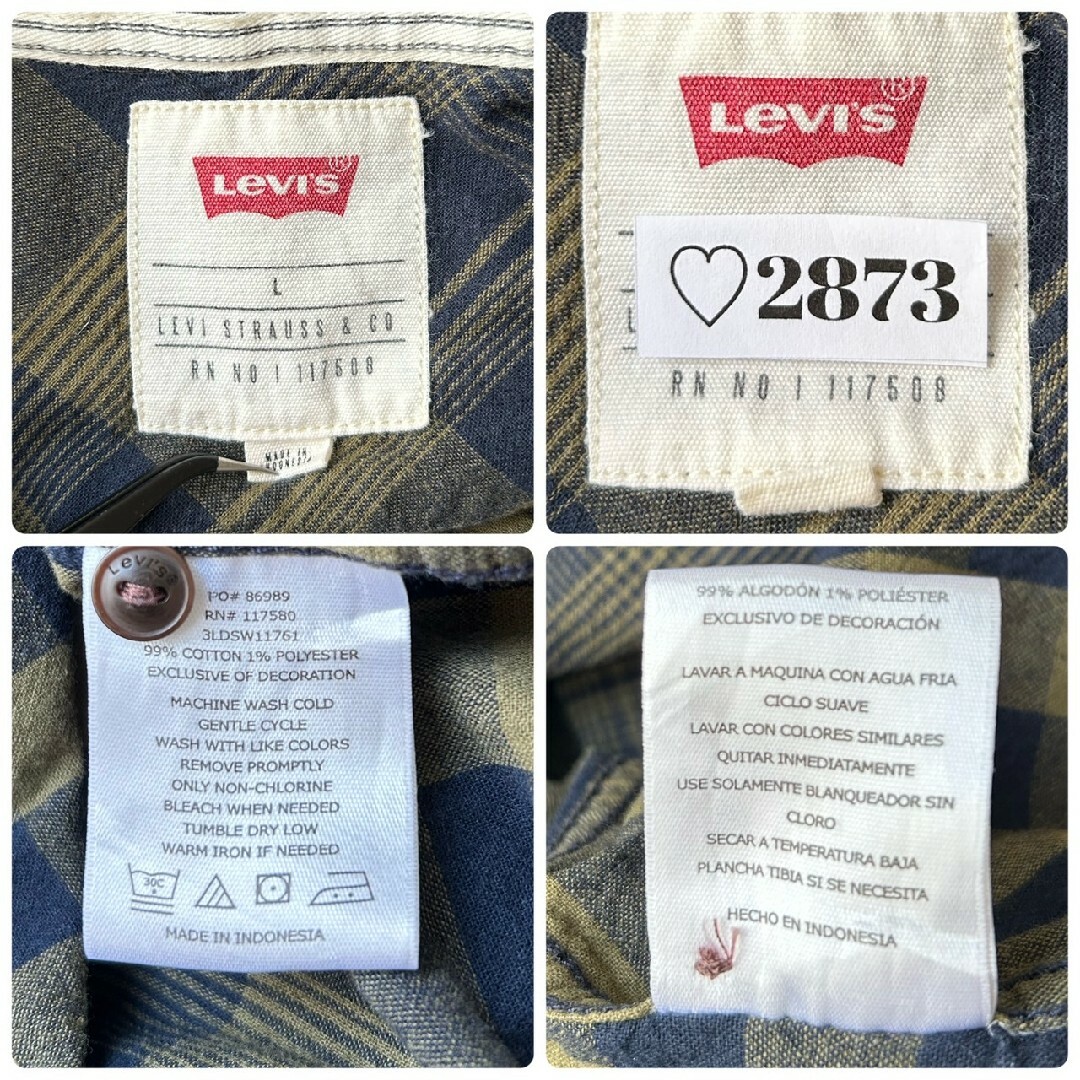 Levi's®
L
LEVI STRAUSS & CO
RN NO | 117508
MADE IN
Levi's®
♡2873
RN NO | 117508
Levi's
PO# 86989
RN# 117580
3LDSW11761
99% COTTON 1% POLYESTER
EXCLUSIVE OF DECORATION
MACHINE WASH COLD
GENTLE CYCLE
WASH WITH LIKE COLORS
REMOVE PROMPTLY
ONLY NON-CHLORINE
BLEACH WHEN NEEDED
TUMBLE DRY LOW
WARM IRON IF NEEDED
30C
MADE IN INDONESIA
99% ALGODÓN 1% POLIÉSTER
EXCLUSIVO DE DECORACIÓN
LAVAR A MAQUINA CON AGUA FRIA
CICLO SUAVE
LAVAR CON COLORES SIMILARES
QUITAR INMEDIATAMENTE
USE SOLAMENTE BLANQUEADOR SIN
CLORO
SECAR A TEMPERATURA BAJA
PLANCHA TIBIA SI SE NECESITA
HECHO EN INDONESIA